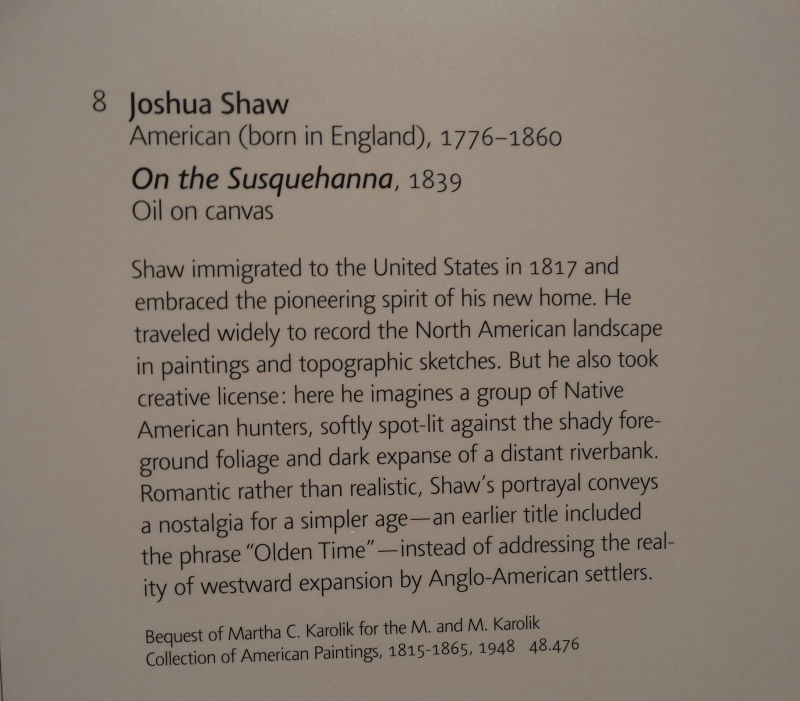 8 Joshua Shaw
American (born in England), 1776–1860
On the Susquehanna, 1839
Oil on canvas
Shaw immigrated to the United States in 1817 and
embraced the pioneering spirit of his new home. He
traveled widely to record the North American landscape
in paintings and topographic sketches. But he also took
creative license: here he imagines a group of Native
American hunters, softly spot-lit against the shady fore-
ground foliage and dark expanse of a distant riverbank.
Romantic rather than realistic, Shaw's portrayal conveys
a nostalgia for a simpler age—an earlier title included
the phrase “Olden Time”—instead of addressing the real-
ity of westward expansion by Anglo-American settlers.
Bequest of Martha C. Karolik for the M. and M. Karolik
Collection of American Paintings, 1815-1865, 1948 48.476